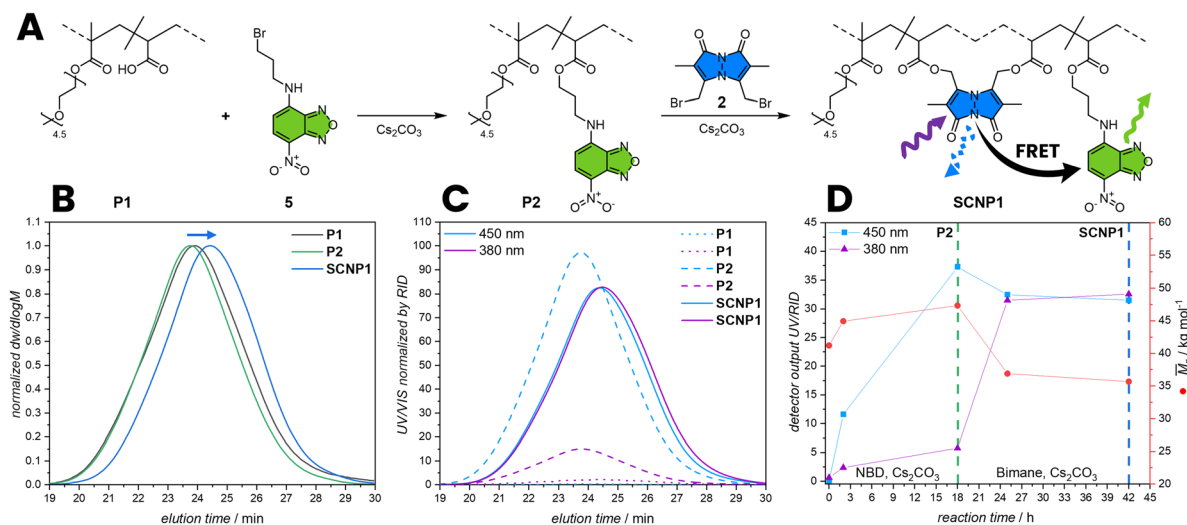 A
Br
O
O
HO
O
O
4.5
+
NH
N
O
N
N+
O-
O
Cs2CO3
O
O
O
O
O
4.5
NH
N
O
N
N+
O
O-
O
O
N
N
Br
Br
2
Cs2CO3
O
O
O
O
O
O
O
O
O
4.5
N
N
O
O
FRET
NH
N
O
N
N+
O-
O
P1
5
P2
SCNP1
B
normalized dwdlogM
1.1
1.0
0.9
0.8
0.7
0.6
0.5
0.4
0.3
0.2
0.1
0.0
P1
P2
SCNP1
19 20 21 22 23 24 25 26 27 28 29 30
elution time / min
C
UV/VIS normalized by RID
110
100
90
80
70
60
50
40
30
20
10
0
450 nm
380 nm
P1
P1
P2
P2
SCNP1
SCNP1
19 20 21 22 23 24 25 26 27 28 29 30
elution time / min
D
detector output UV/RID
45
40
35
30
25
20
15
10
5
0
450 nm
380 nm
P2
SCNP1
NBD, Cs2CO3
Bimane, Cs2CO3
0 3 6 9 12 15 18 21 24 27 30 33 36 39 42 45
reaction time / h
60
55
50
45
40
35
30
25
20